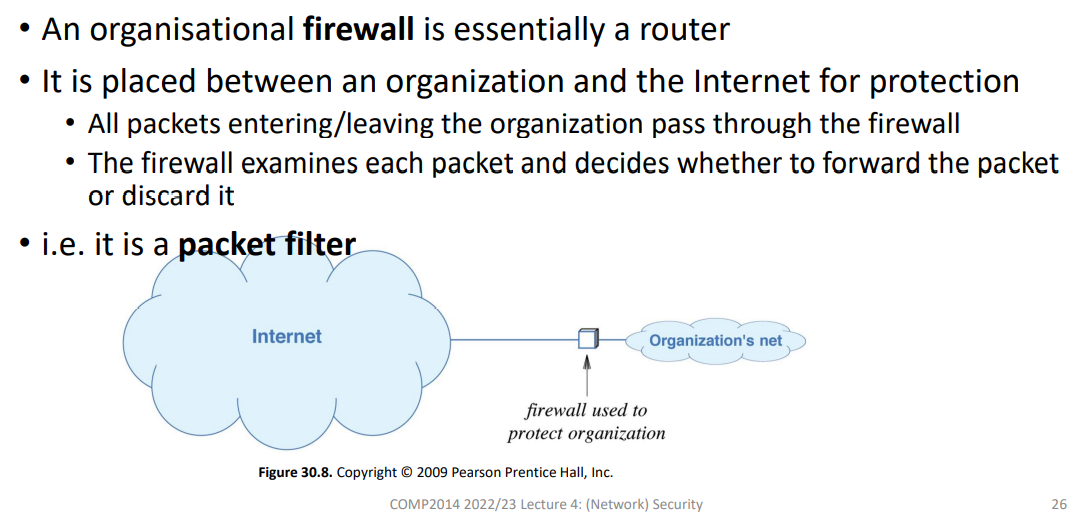 • An organisational firewall is essentially a router
• It is placed between an organization and the Internet for protection
• All packets entering/leaving the organization pass through the firewall
• The firewall examines each packet and decides whether to forward the packet
or discard it
• i.e. it is a packet filter
Internet
Organization's net
firewall used to
protect organization
Figure 30.8. Copyright © 2009 Pearson Prentice Hall, Inc.
COMP2014 2022/23 Lecture 4: (Network) Security
26